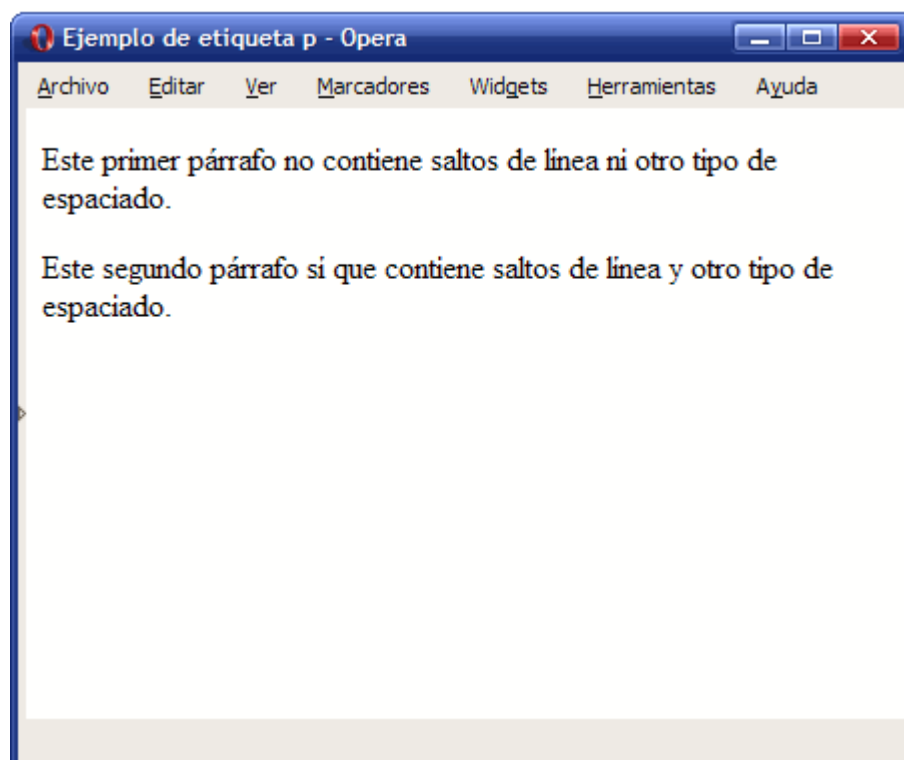 Ejemplo de etiqueta p - Opera
Archivo Editar Ver Marcadores Widgets Herramientas Ayuda
Este primer párrafo no contiene saltos de línea ni otro tipo de
espaciado.
Este segundo párrafo sí que contiene saltos de línea y otro tipo de
espaciado.